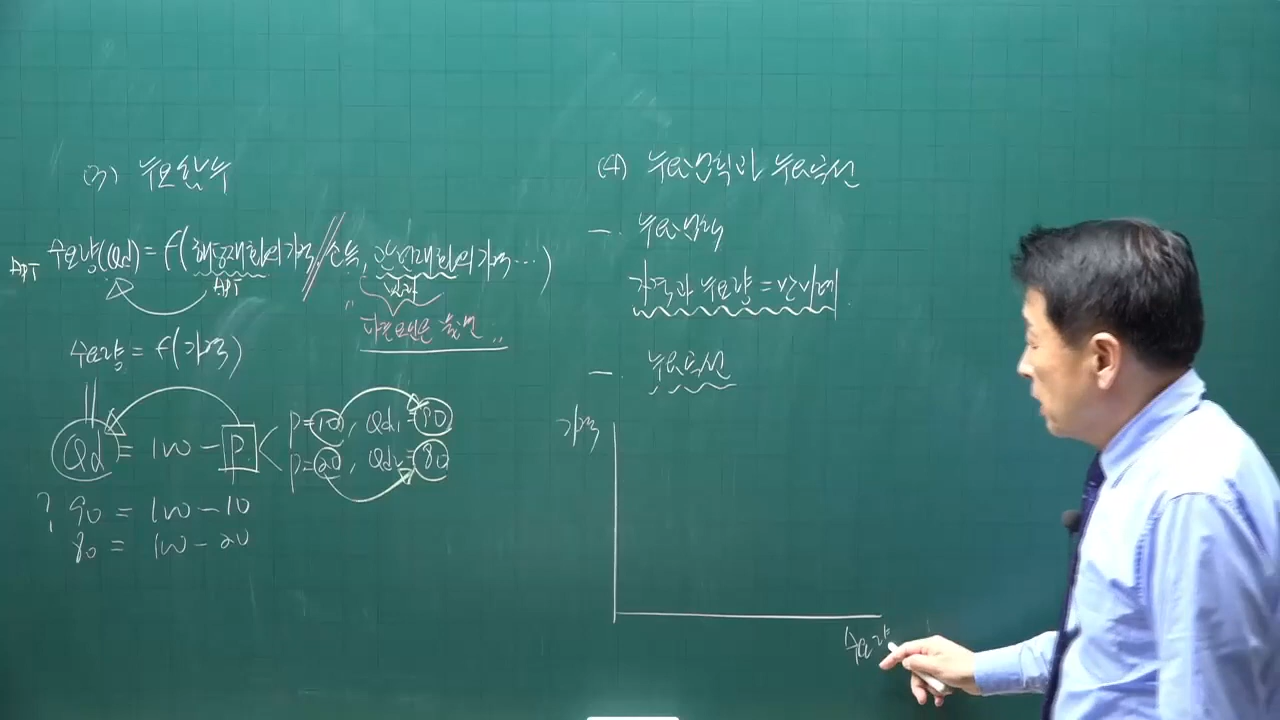 (3) 수요함수
APT 수요량(Qd) = f(해당재화의가격 // 소득, 관련재화의가격…)
APT
"다른요인은 불변"
수요량 = f(가격)
Qd = 100 - P
P=10, Qd₁=90
P=20, Qd₂=80
? 90 = 100 - 10
80 = 100 - 20
(4) 수요법칙과 수요곡선
-. 수요법칙
가격과 수요량 = 반비례.
-. 수요곡선
가격
수요량